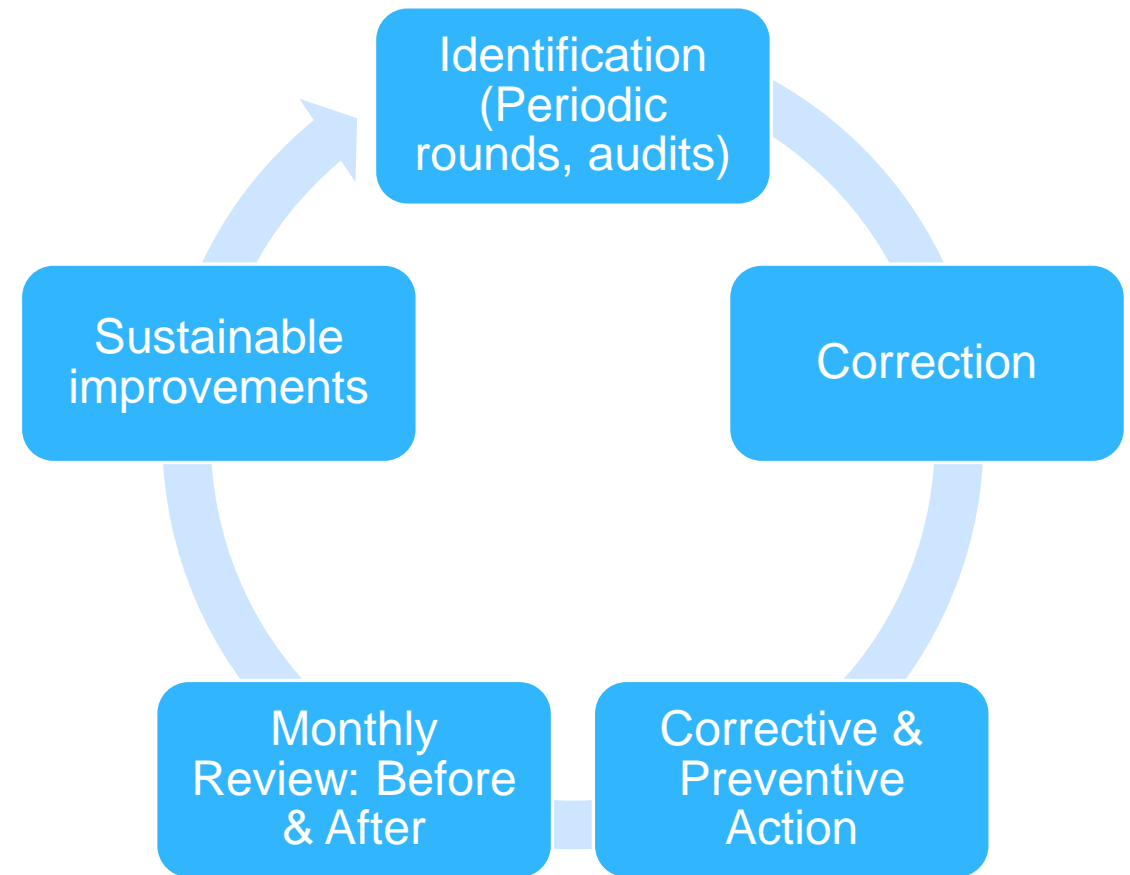 Identification
(Periodic
rounds, audits)
Correction
Corrective &
Preventive
Action
Monthly
Review: Before
& After
Sustainable
improvements